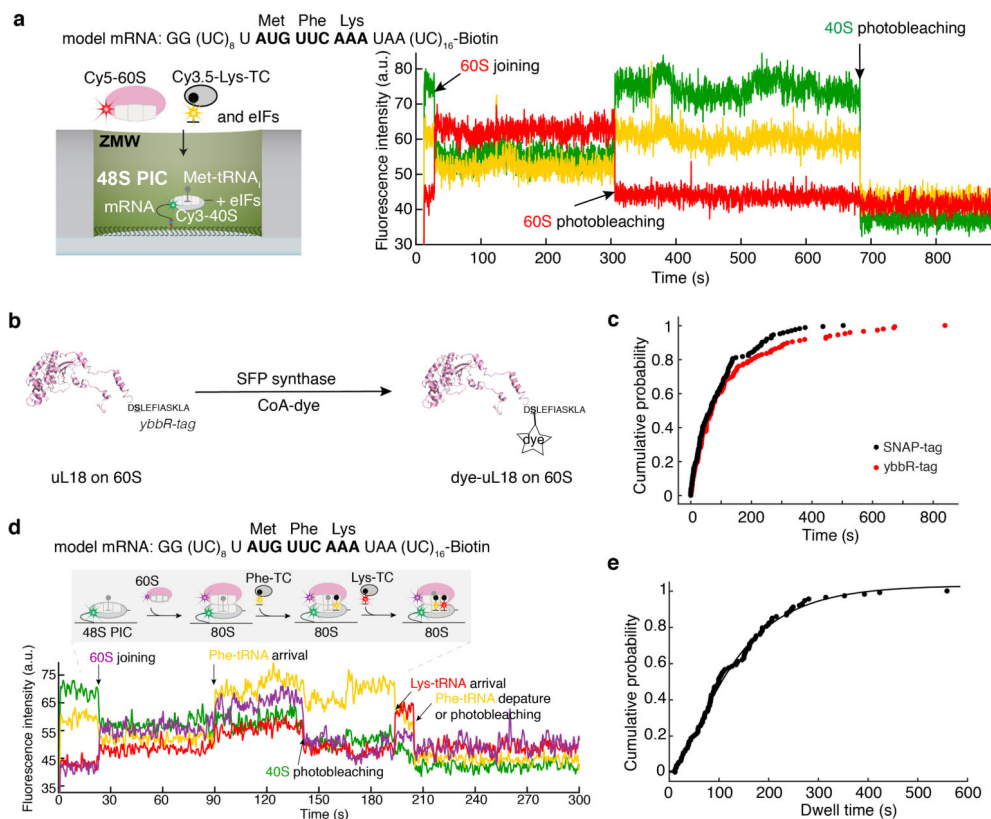 a
Met Phe Lys
model mRNA: GG (UC)8 U AUG UUC AAA UAA (UC)16-Biotin
Cy5-60S
Cy3.5-Lys-TC
and eIFs
ZMW
48S PIC
Met-tRNAi
mRNA
+ eIFs
Cy3-40S
Fluorescence intensity (a.u.)
80
70
60
50
40
30
60S joining
60S photobleaching
40S photobleaching
0 100 200 300 400 500 600 700 800
Time (s)
b
SFP synthase
CoA-dye
DSLEFIASKLA
ybbR-tag
DSLEFIASKLA
dye
uL18 on 60S
dye-uL18 on 60S
c
Cumulative probability
1
0.8
0.6
0.4
0.2
0
SNAP-tag
ybbR-tag
0 200 400 600 800
Time (s)
d
Met Phe Lys
model mRNA: GG (UC)8 U AUG UUC AAA UAA (UC)16-Biotin
60S
Phe-TC
Lys-TC
48S PIC
80S
80S
80S
Fluorescence intensity (a.u.)
75
65
55
45
35
60S joining
Phe-tRNA arrival
Lys-tRNA arrival
Phe-tRNA depature
or photobleaching
40S photobleaching
0 30 60 90 120 150 180 210 240 270 300
Time (s)
e
Cumulative probability
1
0.8
0.6
0.4
0.2
0
0 100 200 300 400 500 600
Dwell time (s)